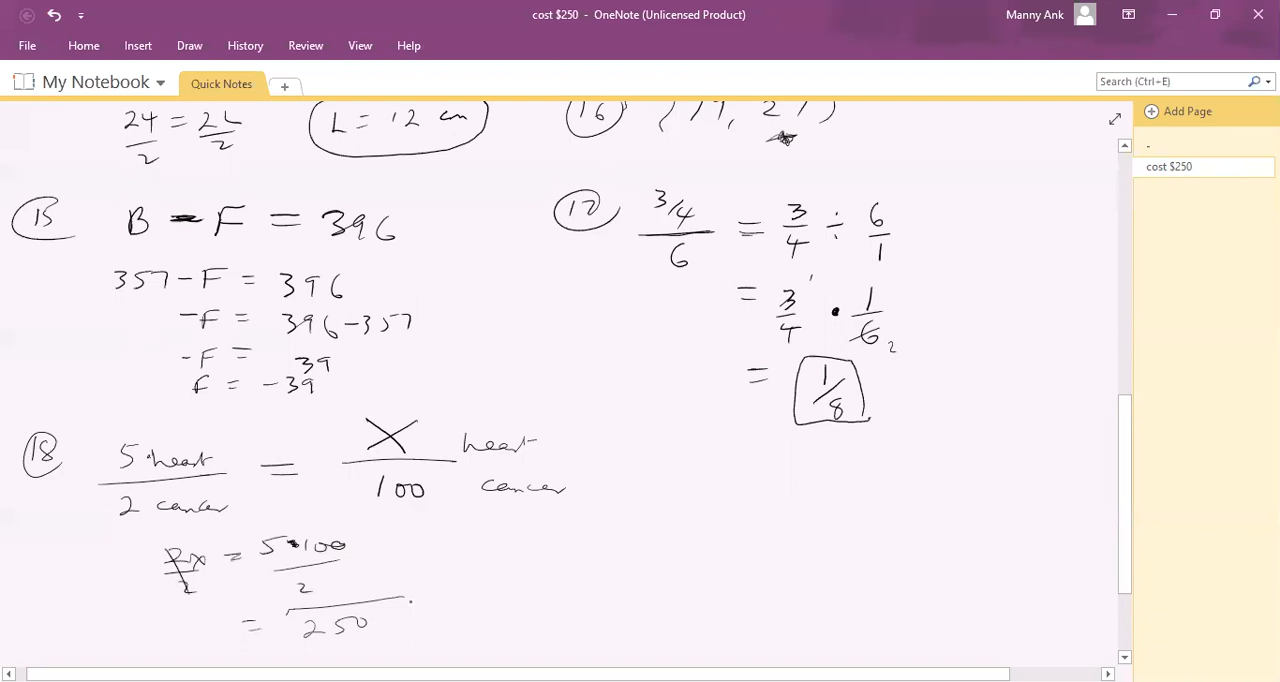 cost $250 - OneNote (Unlicensed Product)
Manny Ank
File Home Insert Draw History Review View Help
My Notebook
Quick Notes
Search (Ctrl+E)
Add Page
-
cost $250
24/2 = 2L/2
L = 12 cm
16
15 B - F = 396
357 - F = 396
-F = 396 - 357
-F = 39
F = -39
17 3/4 / 6 = 3/4 ÷ 6/1
= 3/4 · 1/6 2
= 1/8
18 5 heart / 2 cancer = X / 100 heart cancer
2x/2 = 5·100 / 2
= 250